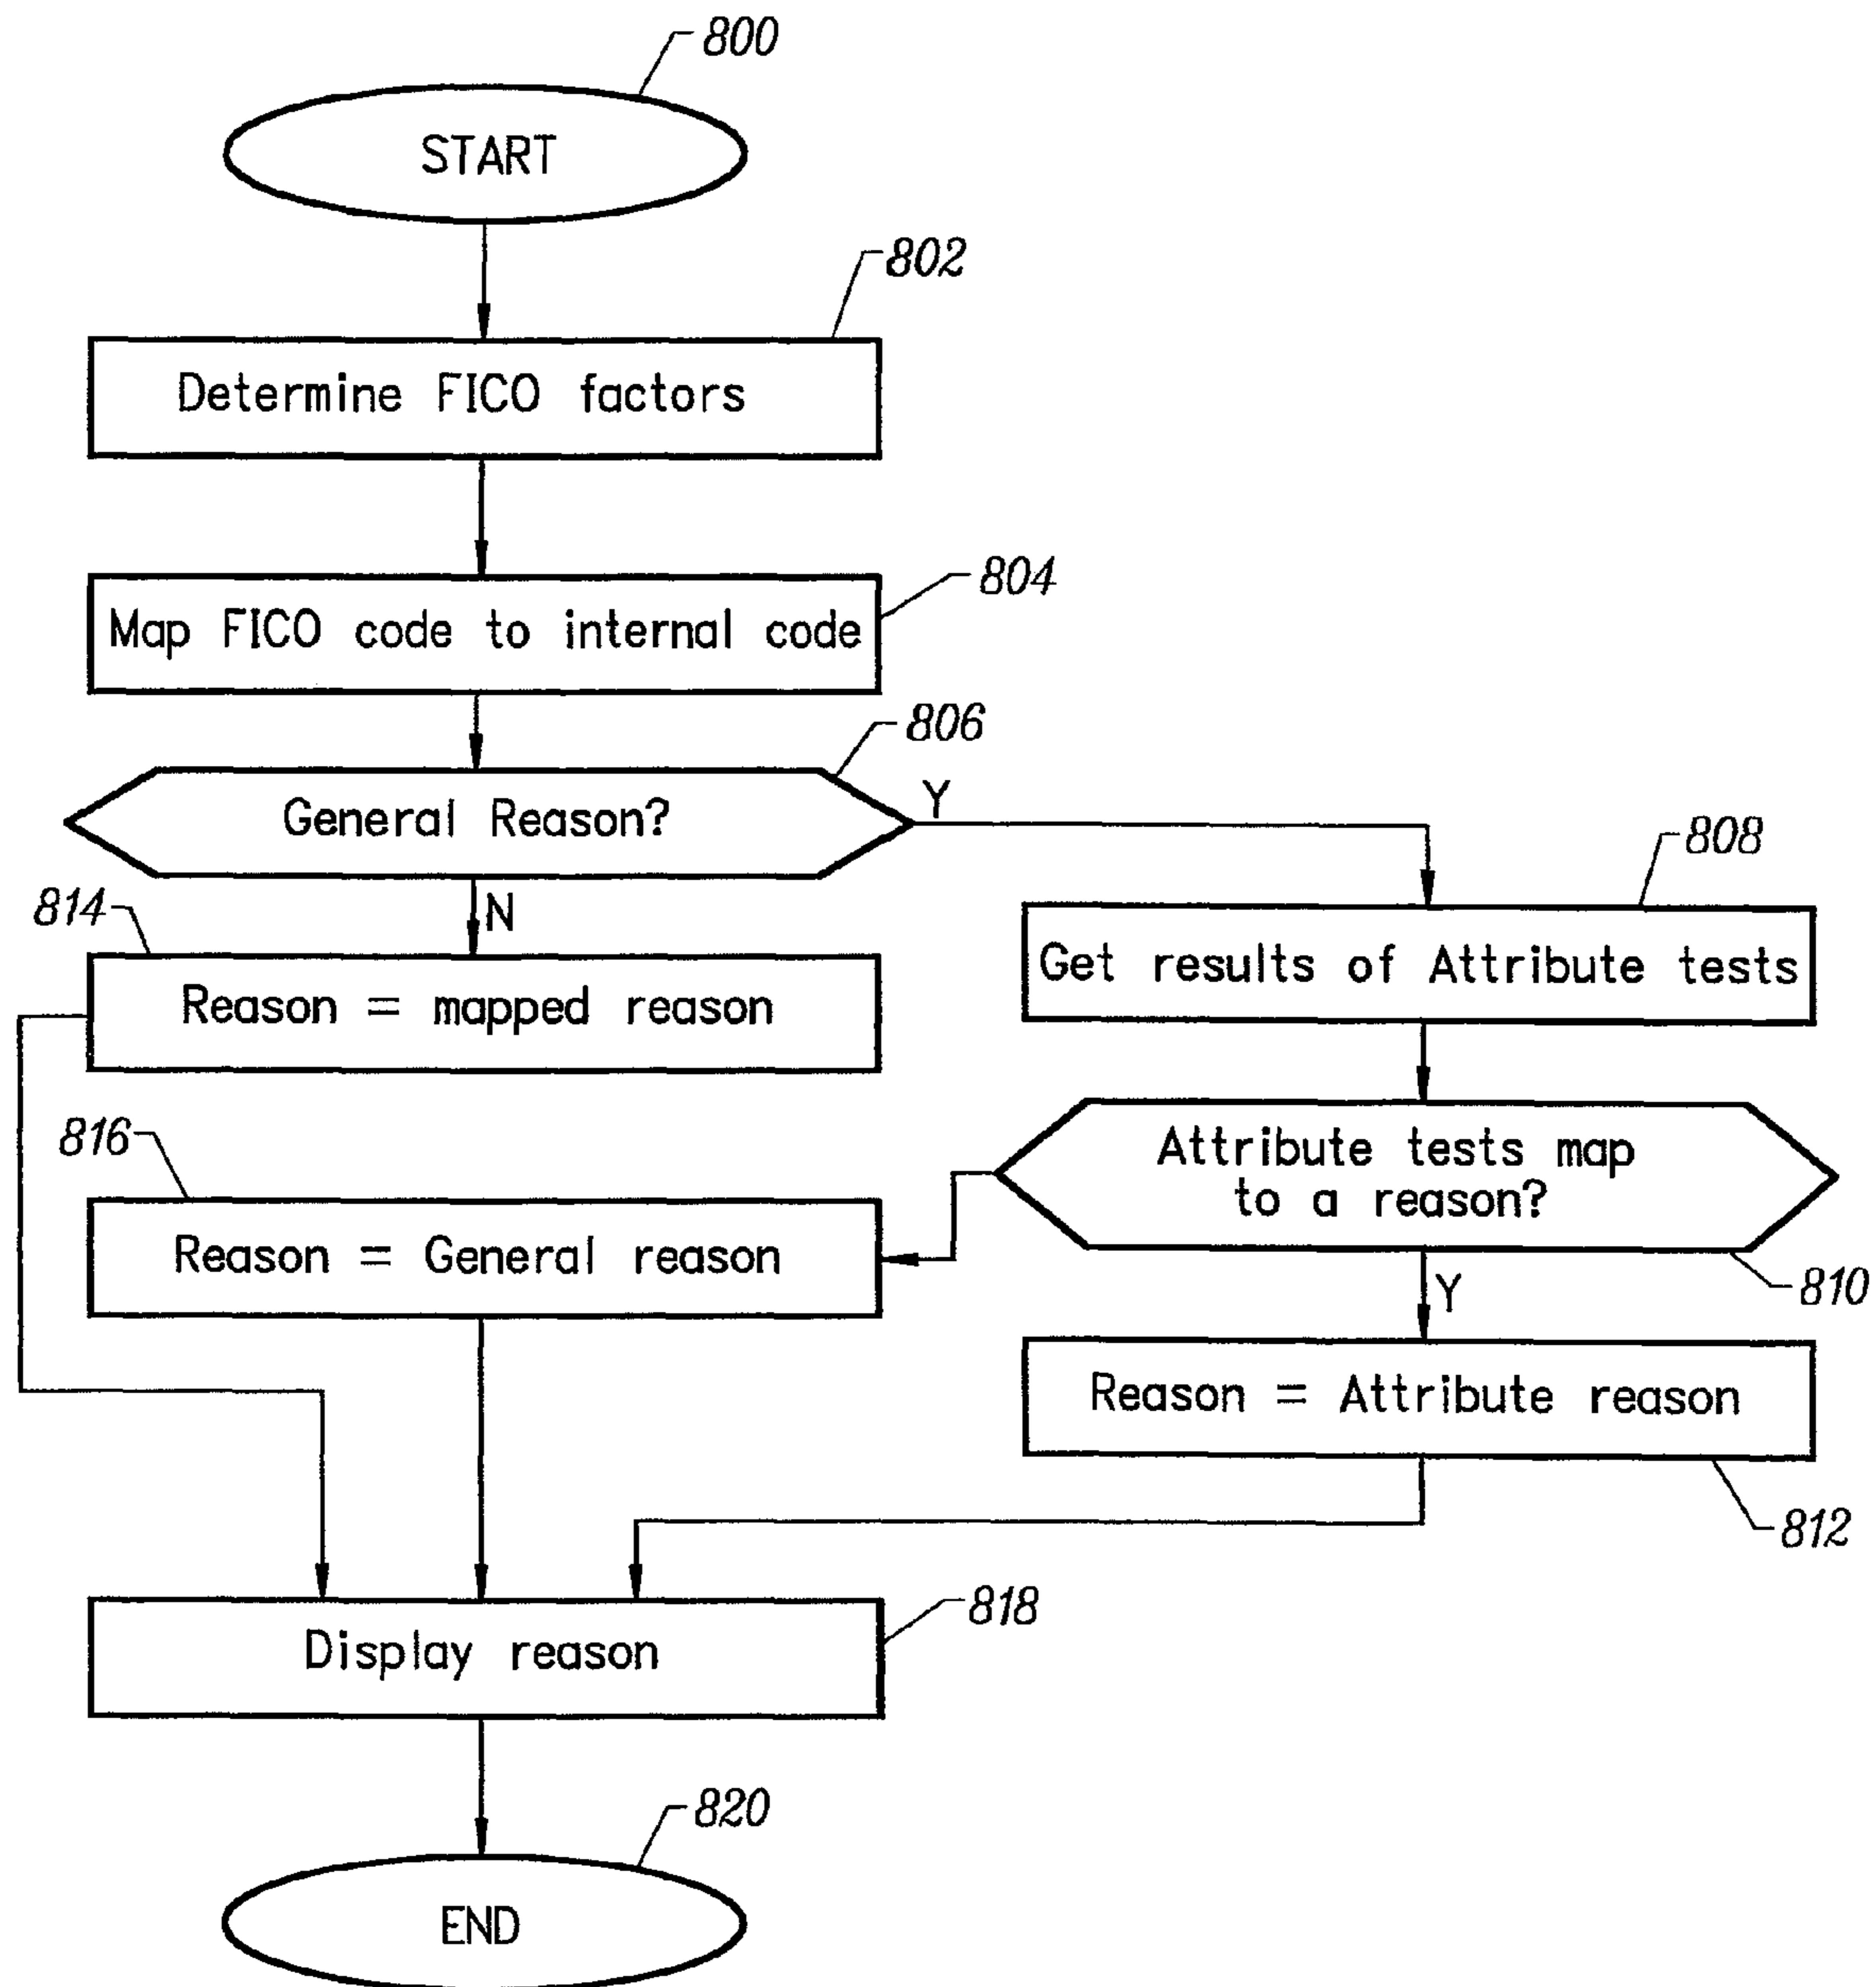 800
START
802
Determine FICO factors
804
Map FICO code to internal code
806
General Reason?
Y
808
N
814
Get results of Attribute tests
Reason = mapped reason
816
Attribute tests map
to a reason?
Reason = General reason
810
Y
Reason = Attribute reason
812
818
Display reason
820
END